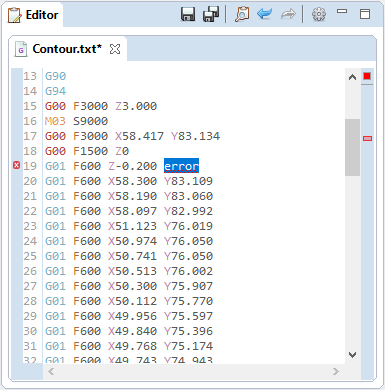 Editor
Contour.txt*
13 G90
14 G94
15 G00 F3000 Z3.000
16 M03 S9000
17 G00 F3000 X58.417 Y83.134
18 G00 F1500 Z0
19 G01 F600 Z-0.200 error
20 G01 F600 X58.300 Y83.109
21 G01 F600 X58.190 Y83.060
22 G01 F600 X58.097 Y82.992
23 G01 F600 X51.123 Y76.019
24 G01 F600 X50.974 Y76.050
25 G01 F600 X50.741 Y76.050
26 G01 F600 X50.513 Y76.002
27 G01 F600 X50.300 Y75.907
28 G01 F600 X50.112 Y75.770
29 G01 F600 X49.956 Y75.597
30 G01 F600 X49.840 Y75.396
31 G01 F600 X49.768 Y75.174
32 G01 F600 X49.743 Y74.943